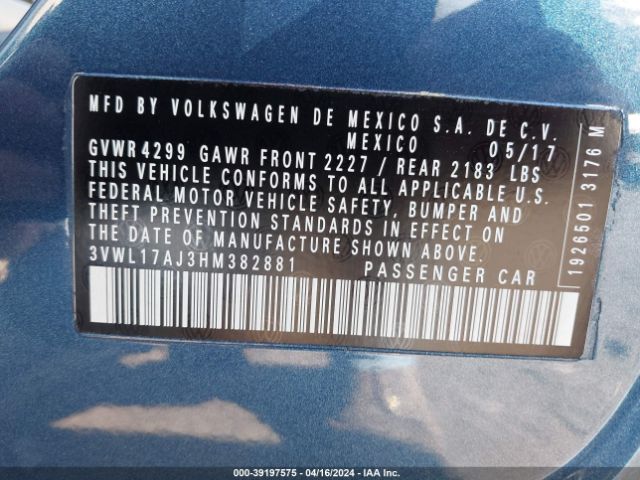 MFD BY VOLKSWAGEN DE MEXICO S.A. DE C.V.
MEXICO 05/17
GVWR 4299 GAWR FRONT 2227 / REAR 2183 LBS
THIS VEHICLE CONFORMS TO ALL APPLICABLE U.S.
FEDERAL MOTOR VEHICLE SAFETY, BUMPER AND
THEFT PREVENTION STANDARDS IN EFFECT ON
THE DATE OF MANUFACTURE SHOWN ABOVE.
3VWL17AJ3HM382881 PASSENGER CAR
1926501 3176 M
© 39197575 - 04/16/2024 - IAA Inc.